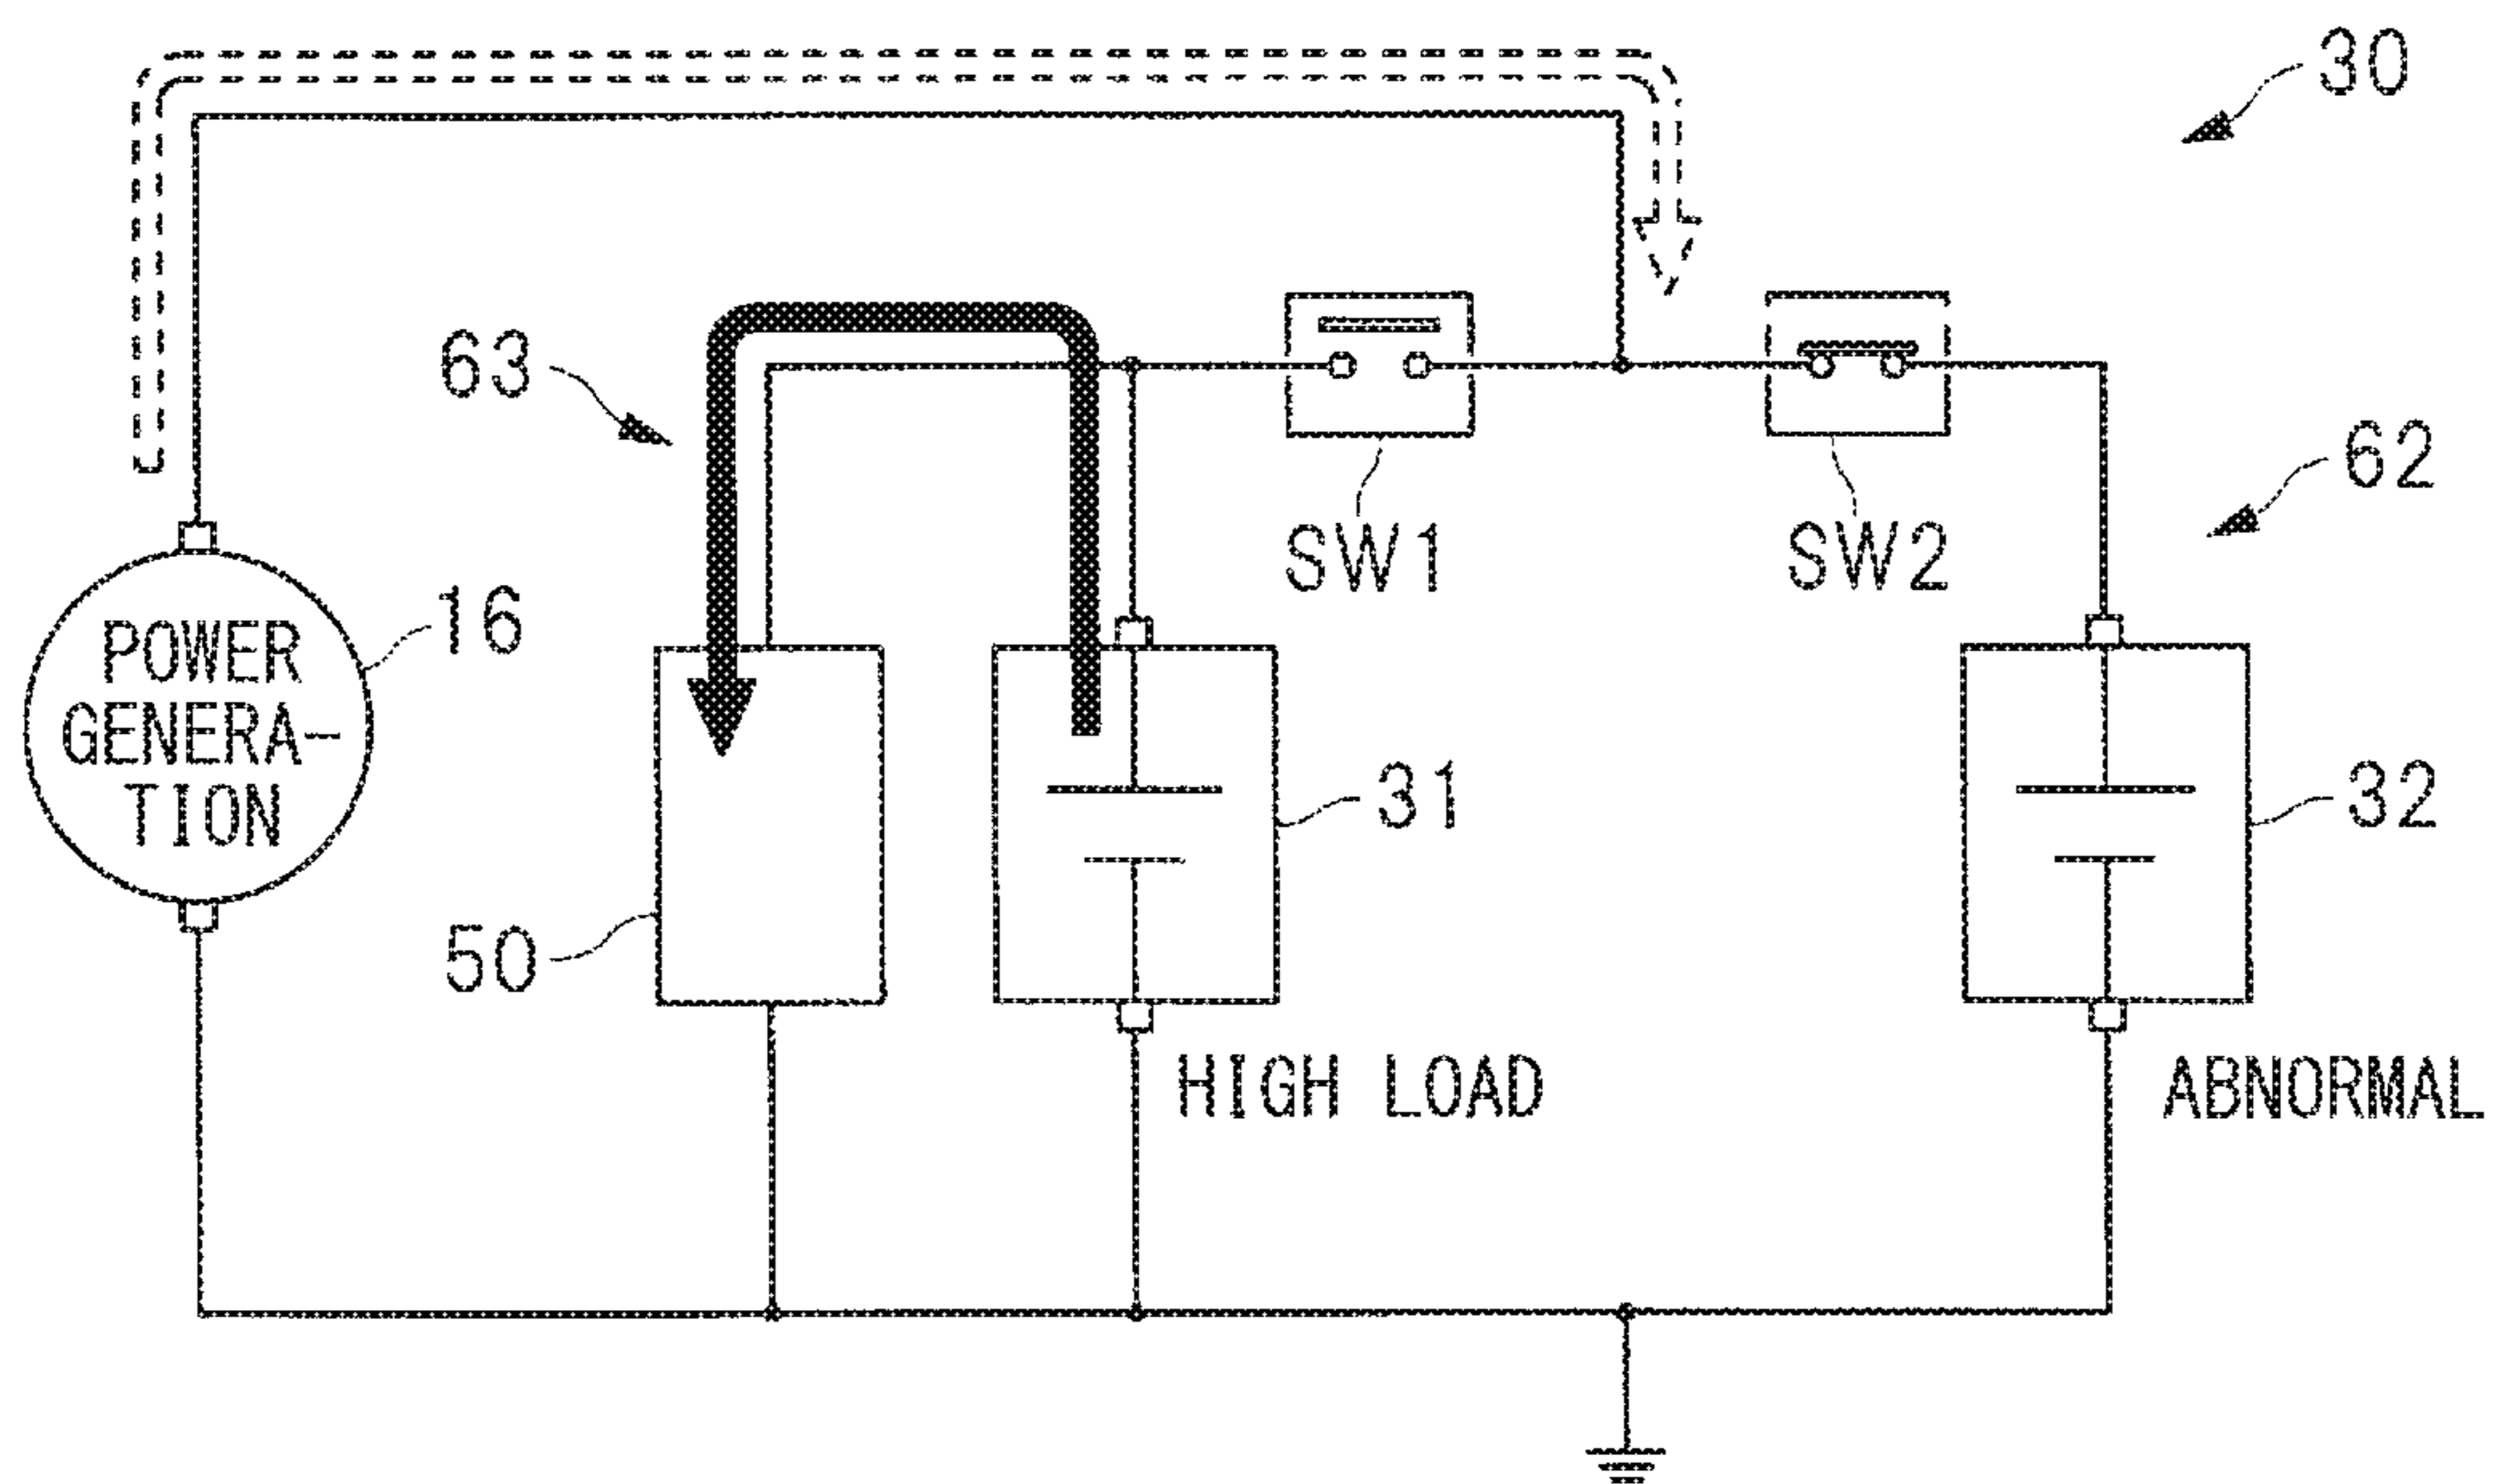 30
63
62
SW1
SW2
16
POWER
GENERA-
TION
31
32
50
HIGH LOAD
ABNORMAL